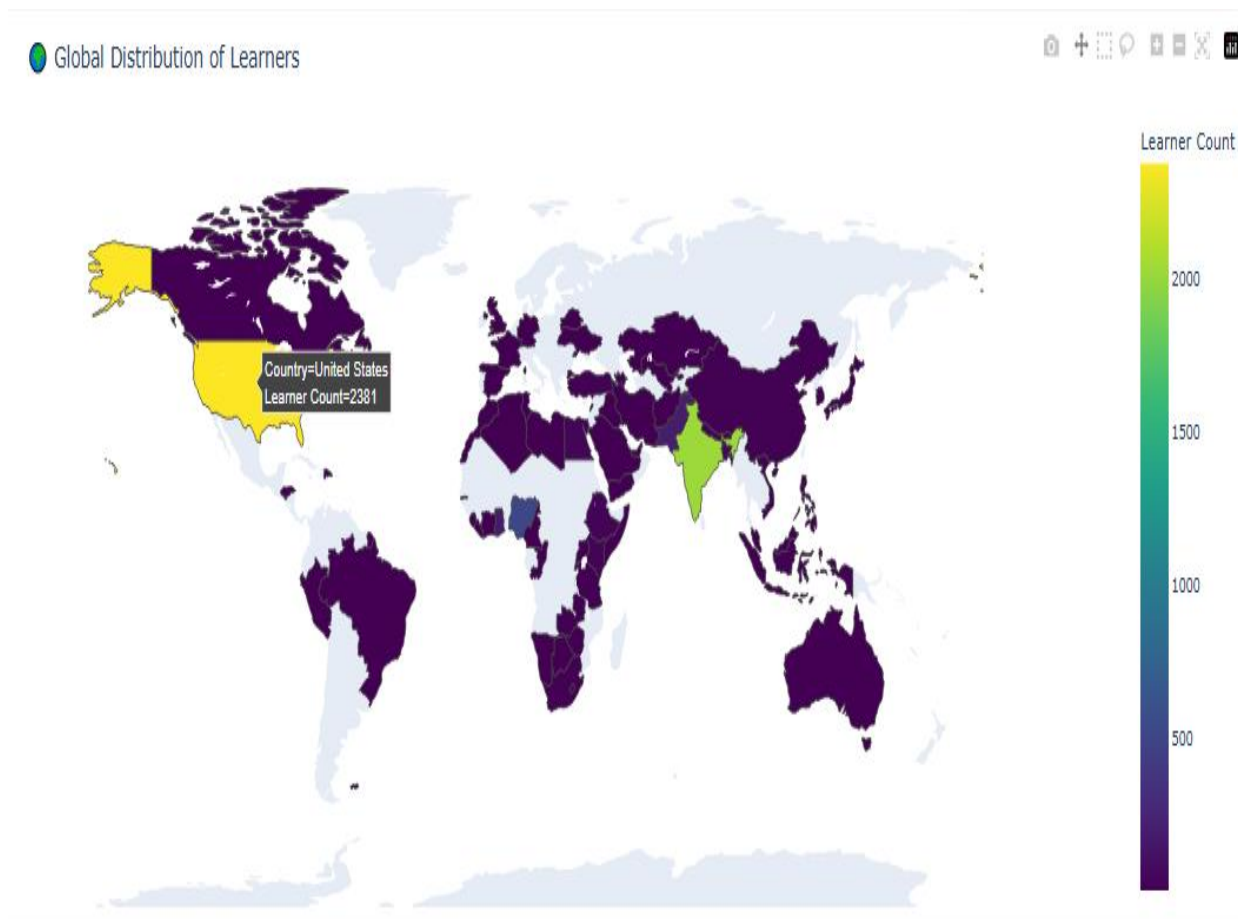 Global Distribution of Learners
Learner Count
Country=United States
Learner Count=2381
2000
1500
1000
500